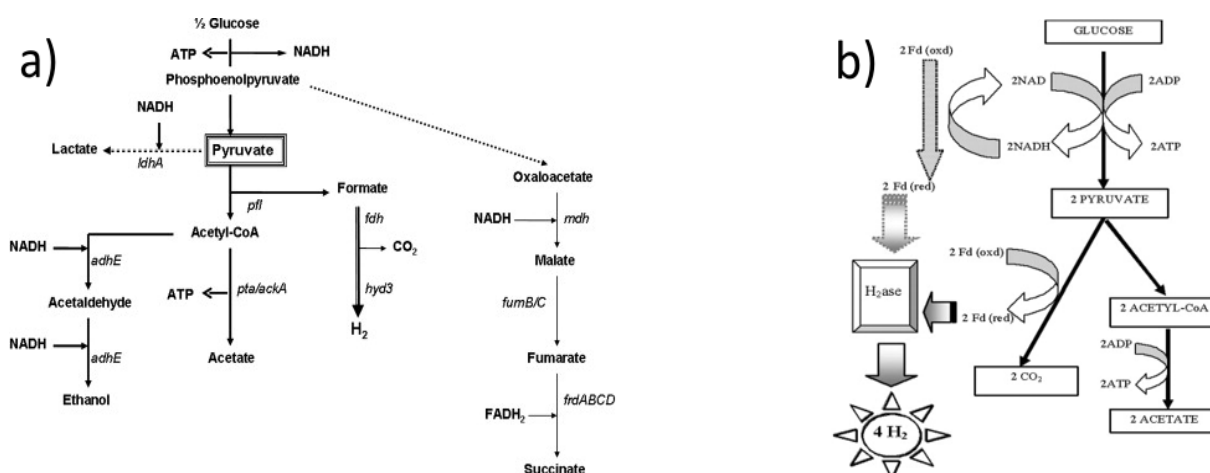 a)
½ Glucose
ATP
NADH
Phosphoenolpyruvate
NADH
Lactate
ldhA
Pyruvate
Oxaloacetate
Formate
pfl
fdh
NADH
mdh
Acetyl-CoA
CO2
NADH
adhE
Malate
ATP
pta/ackA
hyd3
fumB/C
Acetaldehyde
H2
NADH
adhE
Acetate
Fumarate
Ethanol
FADH2
frdABCD
Succinate
b)
GLUCOSE
2 Fd (oxd)
2NAD
2ADP
2NADH
2ATP
2 Fd (red)
2 PYRUVATE
2 Fd (oxd)
H2ase
2 Fd (red)
2 ACETYL-CoA
2ADP
2ATP
2 CO2
4 H2
2 ACETATE